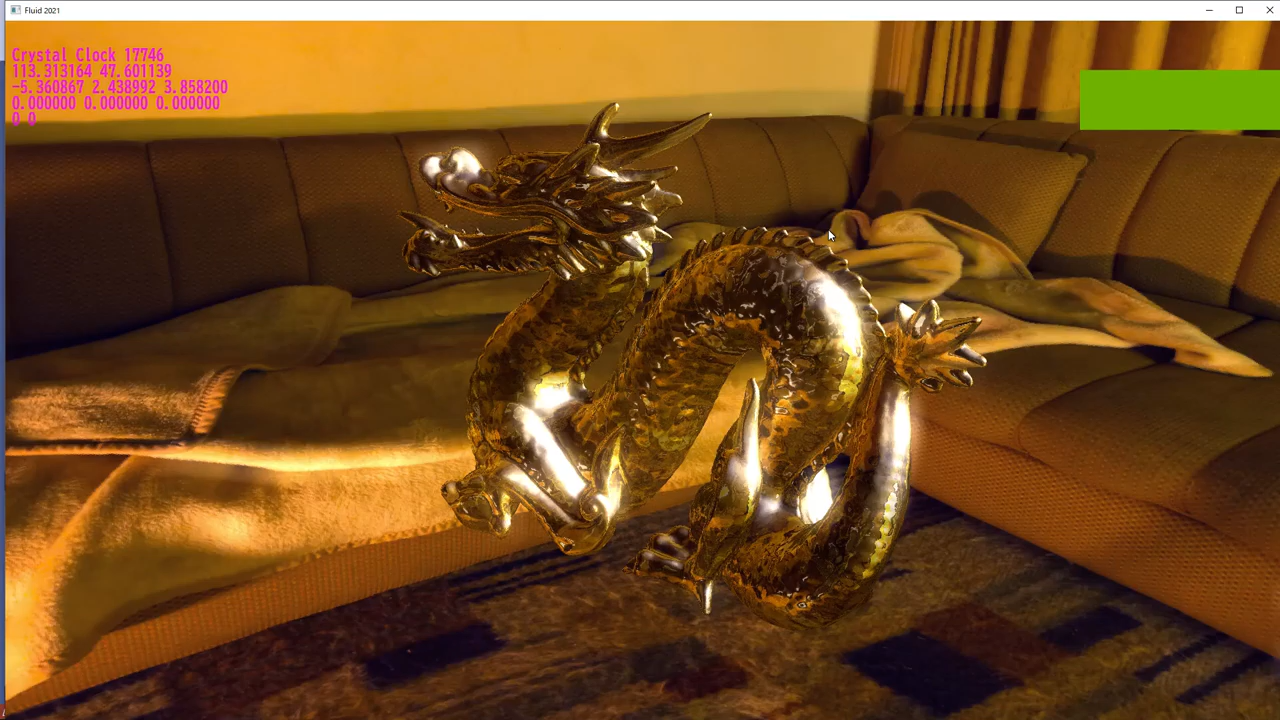 Fluid 2021
Crystal Clock 17746
113.313164 47.601139
-5.360867 2.438992 3.858200
0.000000 0.000000 0.000000
0 0